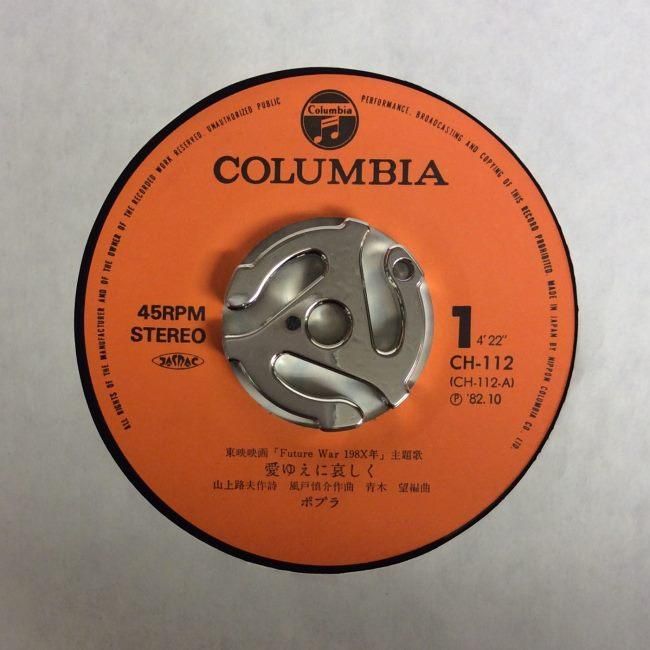 ALL RIGHTS OF THE MANUFACTURER AND OF THE OWNER OF THE RECORDED WORK RESERVED. UNAUTHORIZED PUBLIC PERFORMANCE, BROADCASTING AND COPYING OF THIS RECORD PROHIBITED. MADE IN JAPAN BY NIPPON COLUMBIA CO., LTD.
Columbia
COLUMBIA
45RPM
STEREO
JASRAC
1 4'22"
CH-112
(CH-112-A)
Ⓟ '82.10
東映映画「Future War 198X年」主題歌
愛ゆえに哀しく
山上路夫作詩 風戸慎介作曲 青木 望編曲
ポプラ